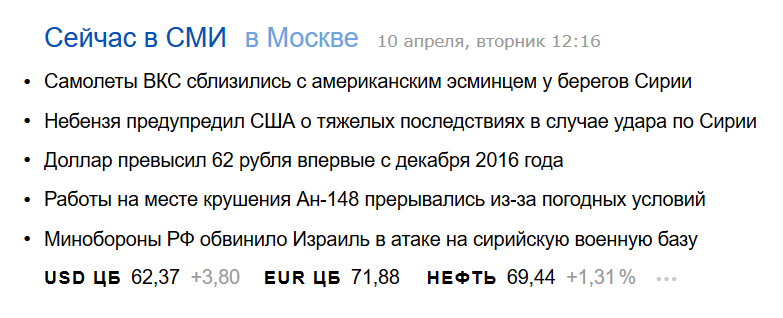 Сейчас в СМИ в Москве 10 апреля, вторник 12:16
• Самолеты ВКС сблизились с американским эсминцем у берегов Сирии
• Небензя предупредил США о тяжелых последствиях в случае удара по Сирии
• Доллар превысил 62 рубля впервые с декабря 2016 года
• Работы на месте крушения Ан-148 прерывались из-за погодных условий
• Минобороны РФ обвинило Израиль в атаке на сирийскую военную базу
USD ЦБ 62,37 +3,80 EUR ЦБ 71,88 НЕФТЬ 69,44 +1,31 % •••